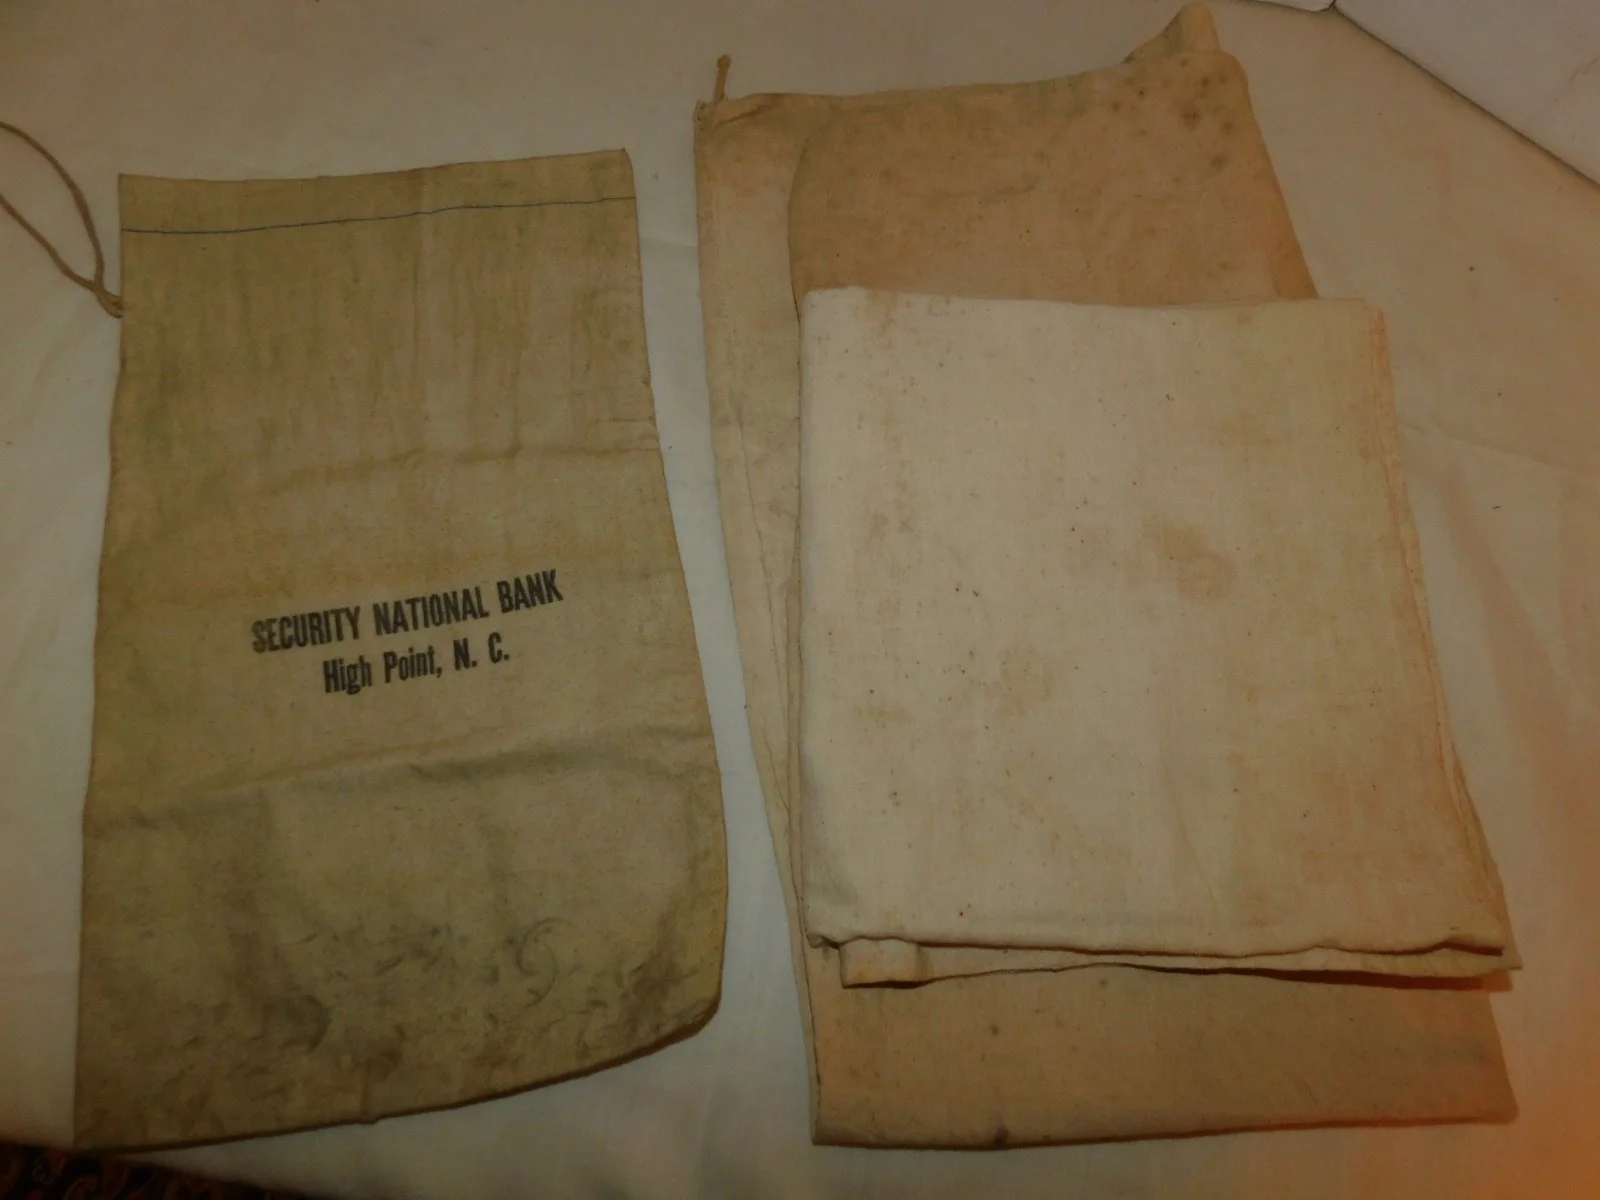 SECURITY NATIONAL BANK
High Point, N. C.